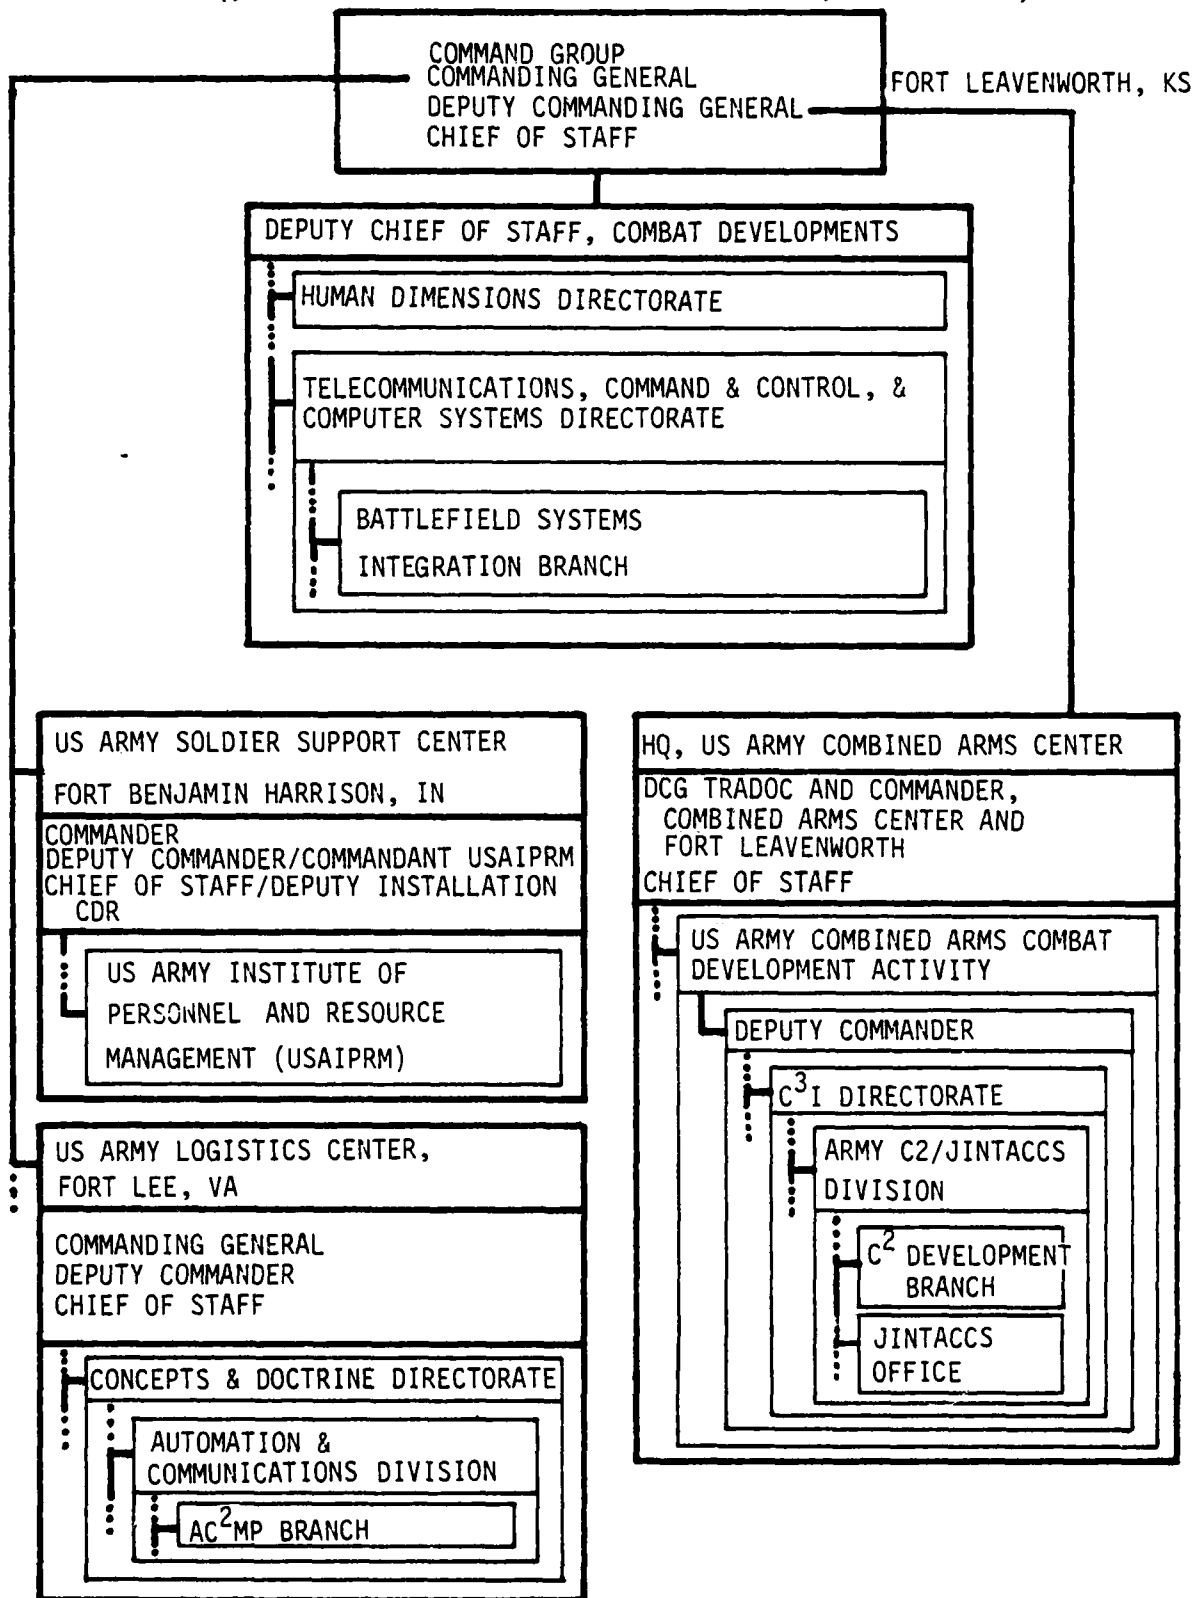 COMMAND GROUP
COMMANDING GENERAL
DEPUTY COMMANDING GENERAL
CHIEF OF STAFF
FORT LEAVENWORTH, KS
DEPUTY CHIEF OF STAFF, COMBAT DEVELOPMENTS
HUMAN DIMENSIONS DIRECTORATE
TELECOMMUNICATIONS, COMMAND & CONTROL, &
COMPUTER SYSTEMS DIRECTORATE
BATTLEFIELD SYSTEMS
INTEGRATION BRANCH
US ARMY SOLDIER SUPPORT CENTER
FORT BENJAMIN HARRISON, IN
COMMANDER
DEPUTY COMMANDER/COMMANDANT USAIPRM
CHIEF OF STAFF/DEPUTY INSTALLATION
CDR
US ARMY INSTITUTE OF
PERSONNEL AND RESOURCE
MANAGEMENT (USAIPRM)
US ARMY LOGISTICS CENTER,
FORT LEE, VA
COMMANDING GENERAL
DEPUTY COMMANDER
CHIEF OF STAFF
CONCEPTS & DOCTRINE DIRECTORATE
AUTOMATION &
COMMUNICATIONS DIVISION
AC²MP BRANCH
HQ, US ARMY COMBINED ARMS CENTER
DCG TRADOC AND COMMANDER,
COMBINED ARMS CENTER AND
FORT LEAVENWORTH
CHIEF OF STAFF
US ARMY COMBINED ARMS COMBAT
DEVELOPMENT ACTIVITY
DEPUTY COMMANDER
C³I DIRECTORATE
ARMY C2/JINTACCS
DIVISION
C² DEVELOPMENT
BRANCH
JINTACCS
OFFICE